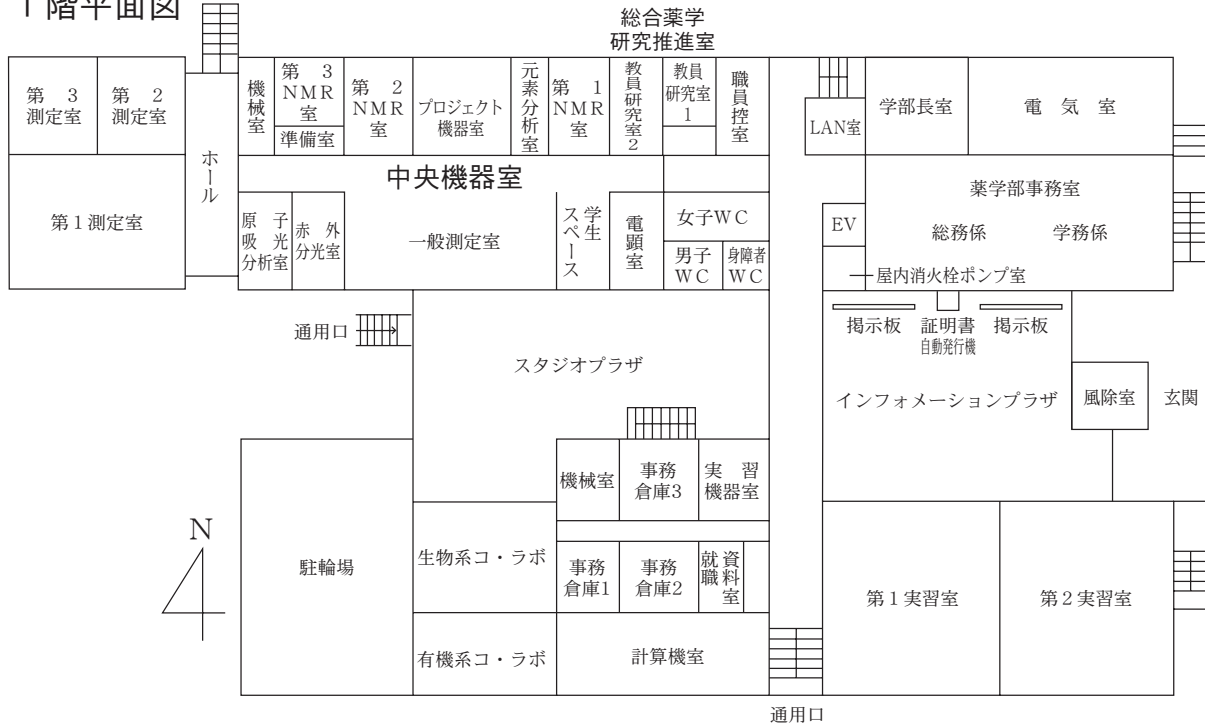 1階平面図
総合薬学
研究推進室
第 3
測定室
第 2
測定室
機械室
第 3
NMR
室
準備室
第 2
NMR
室
プロジェクト
機器室
元素分析室
第 1
NMR
室
教員研究室2
教員
研究室
1
職員控室
LAN室
学部長室
電 気 室
ホール
中央機器室
第1測定室
原 子
吸 光
分析室
赤 外
分光室
一般測定室
学生
スペース
電顕室
女子WC
男子
WC
身障者
WC
EV
薬学部事務室
総務係
学務係
屋内消火栓ポンプ室
掲示板
証明書
自動発行機
掲示板
通用口
スタジオプラザ
インフォメーションプラザ
風除室
玄関
機械室
事務
倉庫3
実 習
機器室
N
駐輪場
生物系コ・ラボ
事務
倉庫1
事務
倉庫2
就職
資料室
第1実習室
第2実習室
有機系コ・ラボ
計算機室
通用口